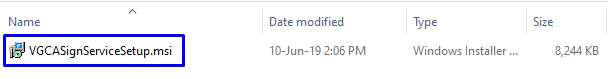 Name Date modified Type Size
VGCASignServiceSetup.msi 10-Jun-19 2:06 PM Windows Installer ... 8,244 KB